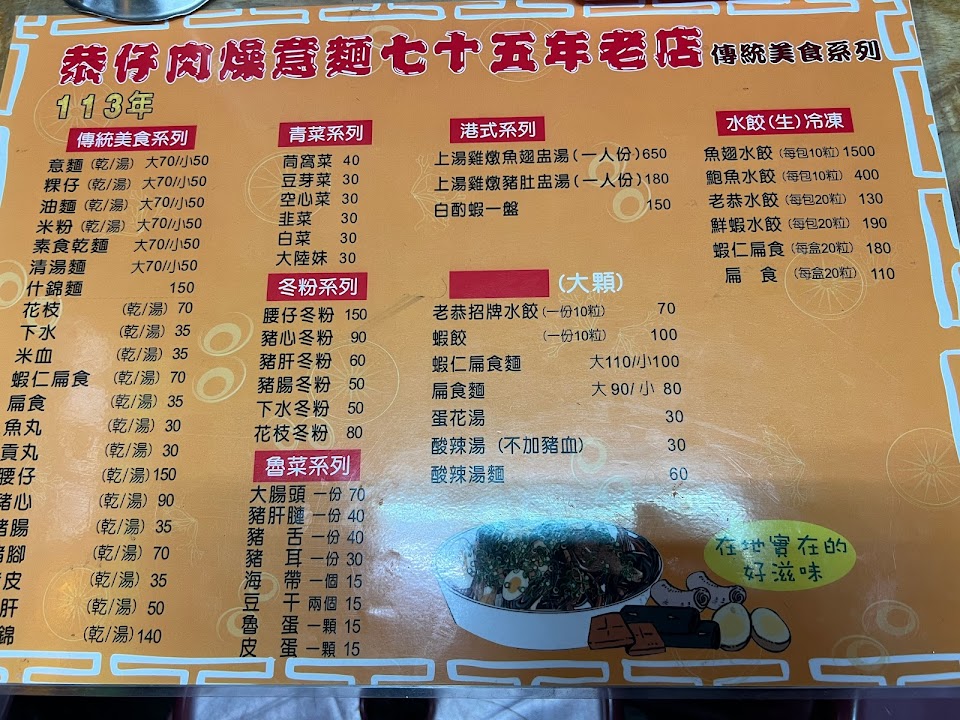 恭仔肉燥意麵七十五年老店 傳統美食系列
113年
傳統美食系列
意麵 (乾/湯) 大70/小50
粿仔 (乾/湯) 大70/小50
油麵 (乾/湯) 大70/小50
米粉 (乾/湯) 大70/小50
素食乾麵 大70/小50
清湯麵 大70/小50
什錦麵 150
花枝 (乾/湯) 70
下水 (乾/湯) 35
米血 (乾/湯) 35
蝦仁扁食 (乾/湯) 70
扁食 (乾/湯) 35
魚丸 (乾/湯) 30
貢丸 (乾/湯) 30
腰仔 (乾/湯) 150
豬心 (乾/湯) 90
豬腸 (乾/湯) 35
豬腳 (乾/湯) 70
皮 (乾/湯) 35
肝 (乾/湯) 50
錦 (乾/湯) 140
青菜系列
茼窩菜 40
豆芽菜 30
空心菜 30
韭菜 30
白菜 30
大陸妹 30
冬粉系列
腰仔冬粉 150
豬心冬粉 90
豬肝冬粉 60
豬腸冬粉 50
下水冬粉 50
花枝冬粉 80
魯菜系列
大腸頭 一份 70
豬肝腱 一份 40
豬舌 一份 40
豬耳 一份 30
海帶 一個 15
豆干 兩個 15
魯蛋 一顆 15
皮蛋 一顆 15
港式系列
上湯雞燉魚翅盅湯(一人份) 650
上湯雞燉豬肚盅湯(一人份) 180
白酌蝦一盤 150
(大顆)
老恭招牌水餃 (一份10粒) 70
蝦餃 (一份10粒) 100
蝦仁扁食麵 大110/小100
扁食麵 大 90/小 80
蛋花湯 30
酸辣湯 (不加豬血) 30
酸辣湯麵 60
水餃(生)冷凍
魚翅水餃 (每包10粒) 1500
鮑魚水餃 (每包10粒) 400
老恭水餃 (每包20粒) 130
鮮蝦水餃 (每包20粒) 190
蝦仁扁食 (每盒20粒) 180
扁食 (每盒20粒) 110
在地實在的
好滋味